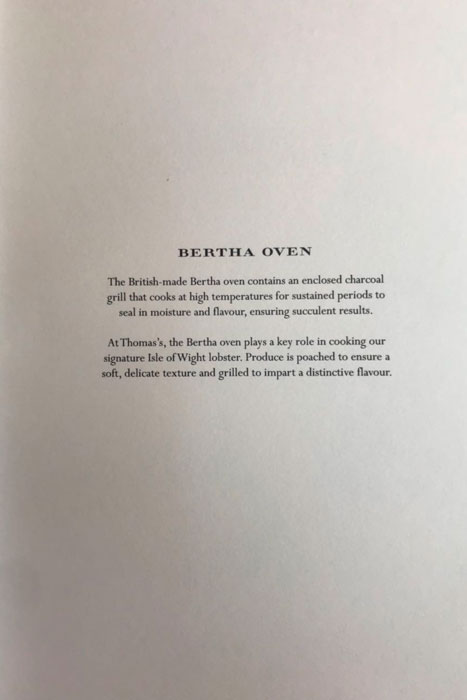 BERTHA OVEN
The British-made Bertha oven contains an enclosed charcoal
grill that cooks at high temperatures for sustained periods to
seal in moisture and flavour, ensuring succulent results.
At Thomas's, the Bertha oven plays a key role in cooking our
signature Isle of Wight lobster. Produce is poached to ensure a
soft, delicate texture and grilled to impart a distinctive flavour.